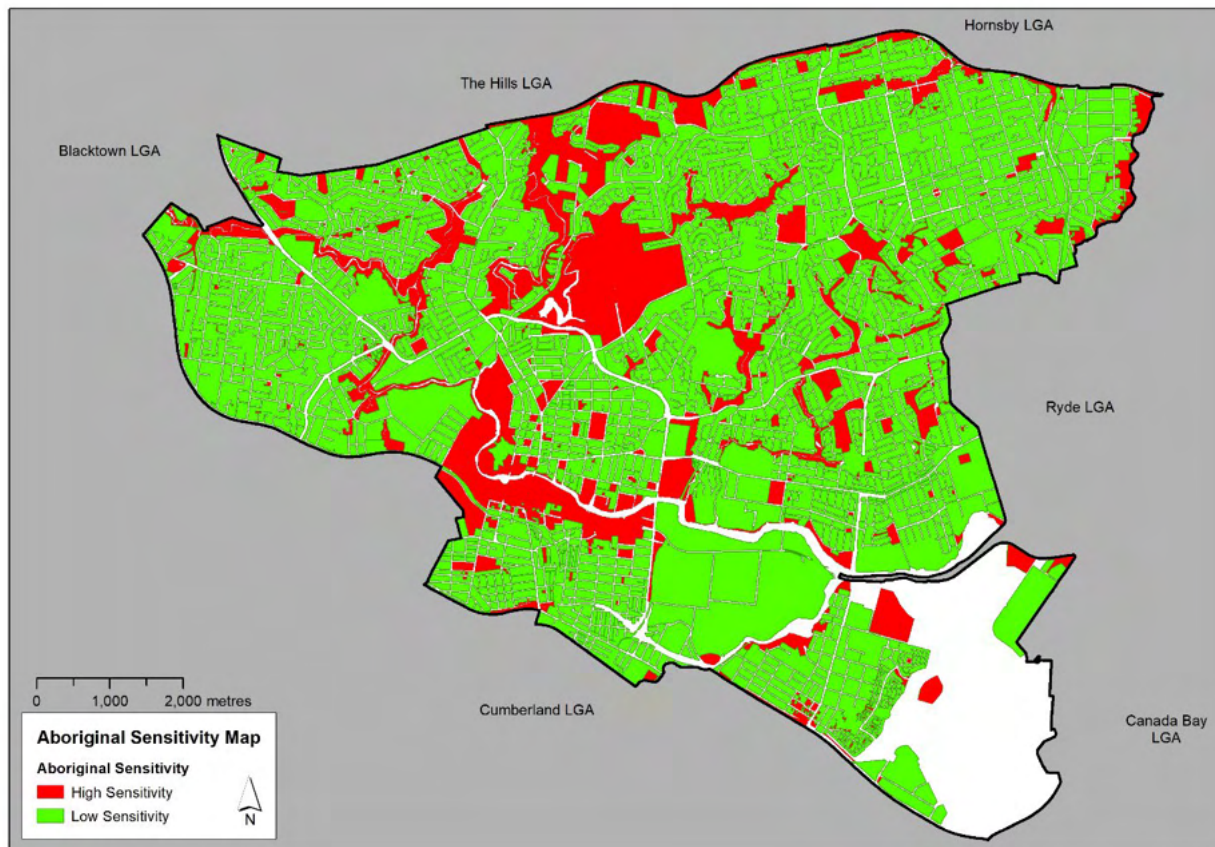 Hornsby LGA
The Hills LGA
Blacktown LGA
Ryde LGA
Cumberland LGA
Canada Bay
LGA
0 1,000 2,000 metres
Aboriginal Sensitivity Map
Aboriginal Sensitivity
High Sensitivity
Low Sensitivity
N